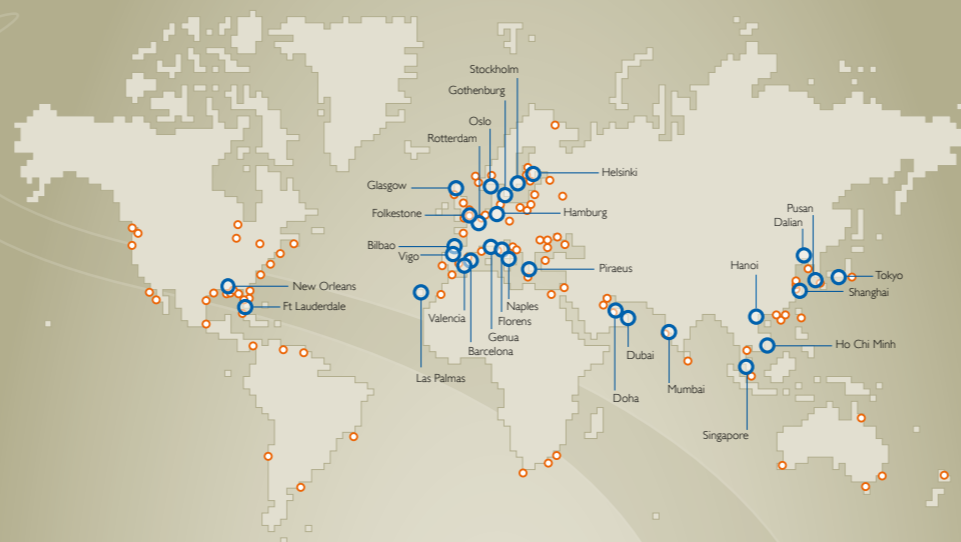 Stockholm
Gothenburg
Oslo
Rotterdam
Glasgow
Helsinki
Folkestone
Hamburg
Pusan
Dalian
Bilbao
Vigo
Hanoi
Piraeus
Tokyo
New Orleans
Shanghai
Ft Lauderdale
Naples
Valencia
Florens
Genua
Ho Chi Minh
Barcelona
Dubai
Las Palmas
Mumbai
Doha
Singapore